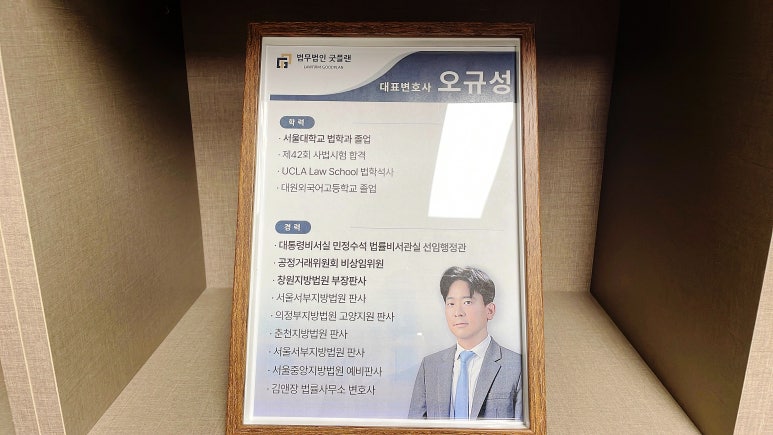 법무법인 굿플랜
LAWFIRM GOODPLAN
대표변호사 오규성
학 력
· 서울대학교 법학과 졸업
· 제42회 사법시험 합격
· UCLA Law School 법학석사
· 대원외국어고등학교 졸업
경 력
· 대통령비서실 민정수석 법률비서관실 선임행정관
· 공정거래위원회 비상임위원
· 창원지방법원 부장판사
· 서울서부지방법원 판사
· 의정부지방법원 고양지원 판사
· 춘천지방법원 판사
· 서울서부지방법원 판사
· 서울중앙지방법원 예비판사
· 김앤장 법률사무소 변호사